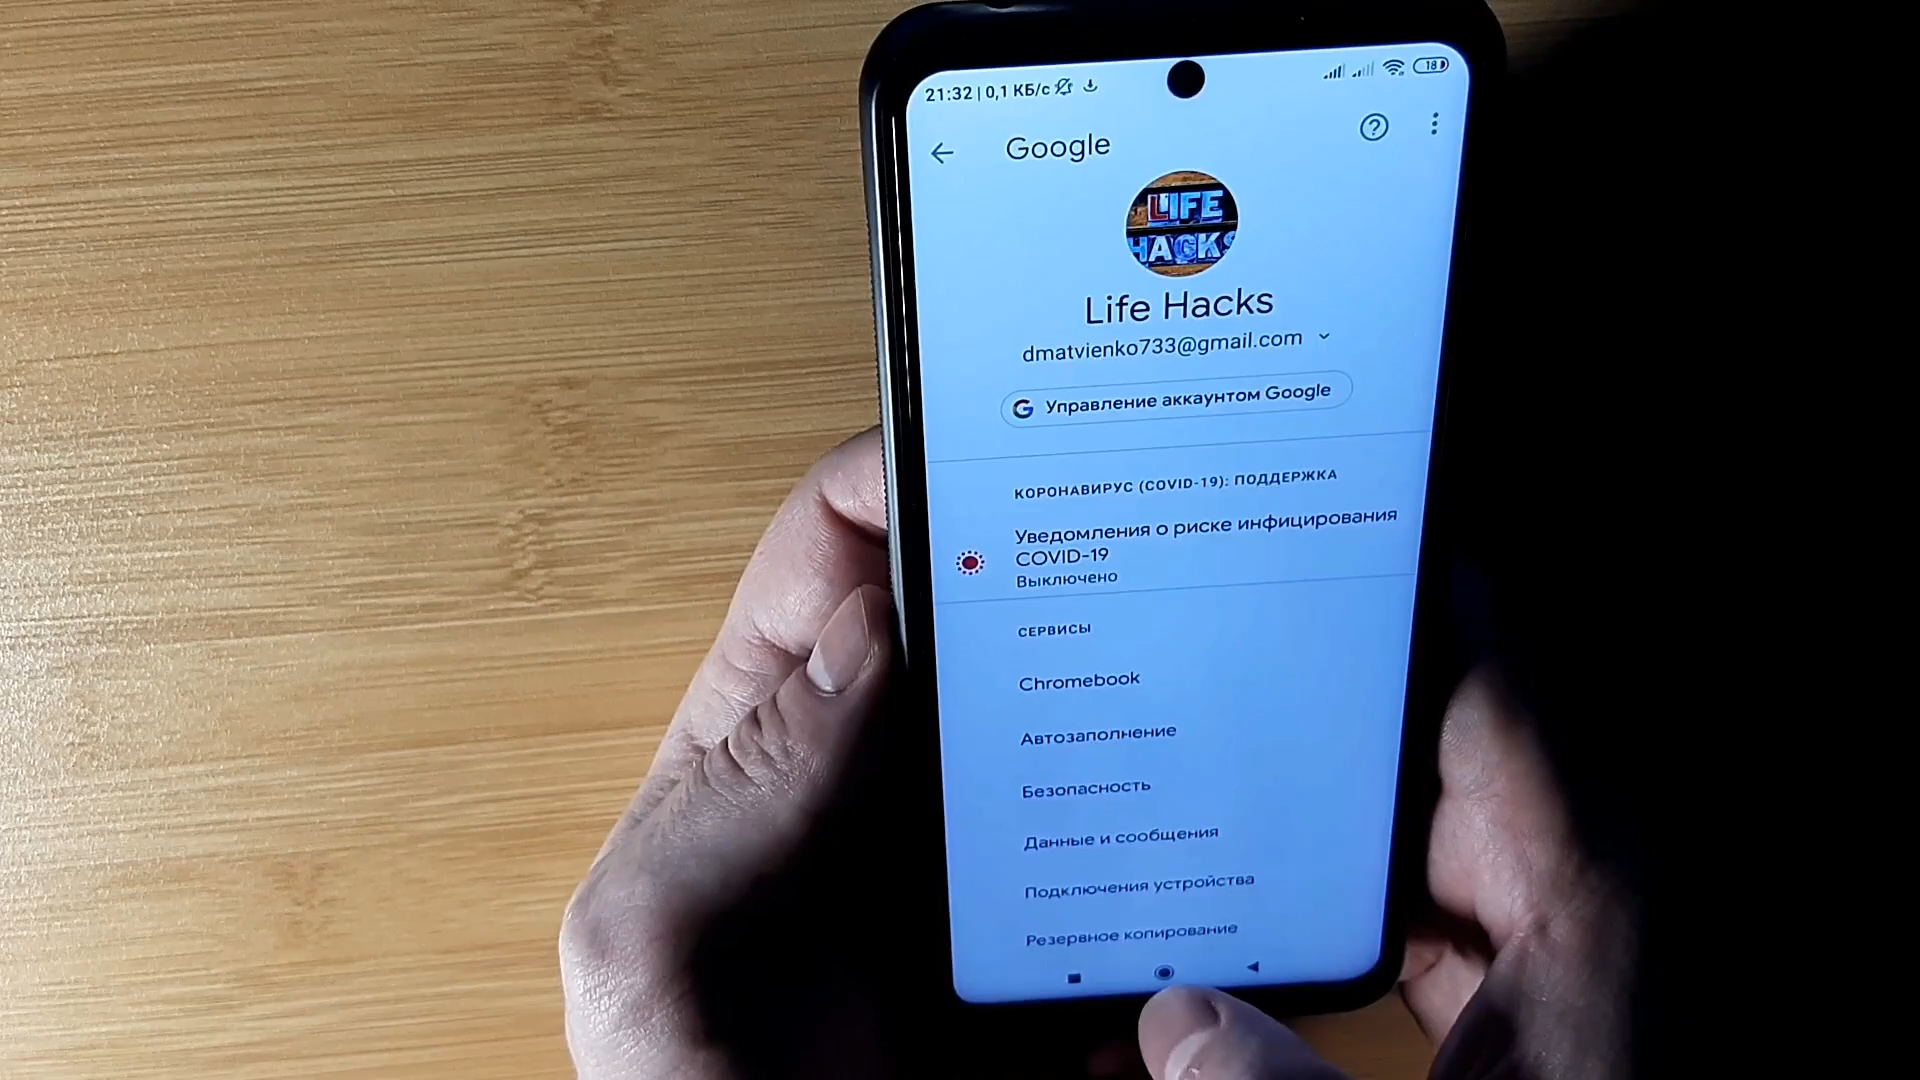 21:32 | 0,1 КБ/с
18
Google
LIFE
HACKS
Life Hacks
dmatvienko733@gmail.com
G Управление аккаунтом Google
КОРОНАВИРУС (COVID-19): ПОДДЕРЖКА
Уведомления о риске инфицирования
COVID-19
Выключено
СЕРВИСЫ
Chromebook
Автозаполнение
Безопасность
Данные и сообщения
Подключения устройства
Резервное копирование